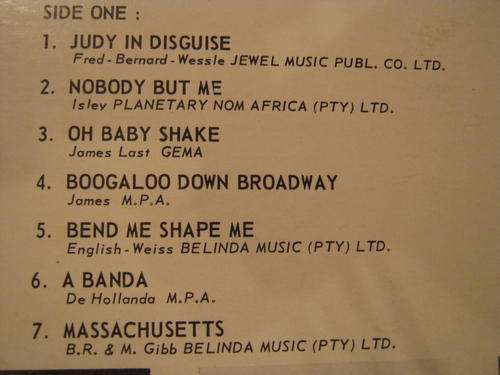 SIDE ONE :
1. JUDY IN DISGUISE
Fred - Bernard - Wessle JEWEL MUSIC PUBL. CO. LTD.
2. NOBODY BUT ME
Isley PLANETARY NOM AFRICA (PTY) LTD.
3. OH BABY SHAKE
James Last GEMA
4. BOOGALOO DOWN BROADWAY
James M.P.A.
5. BEND ME SHAPE ME
English - Weiss BELINDA MUSIC (PTY) LTD.
6. A BANDA
De Hollanda M.P.A.
7. MASSACHUSETTS
B.R. & M. Gibb BELINDA MUSIC (PTY) LTD.